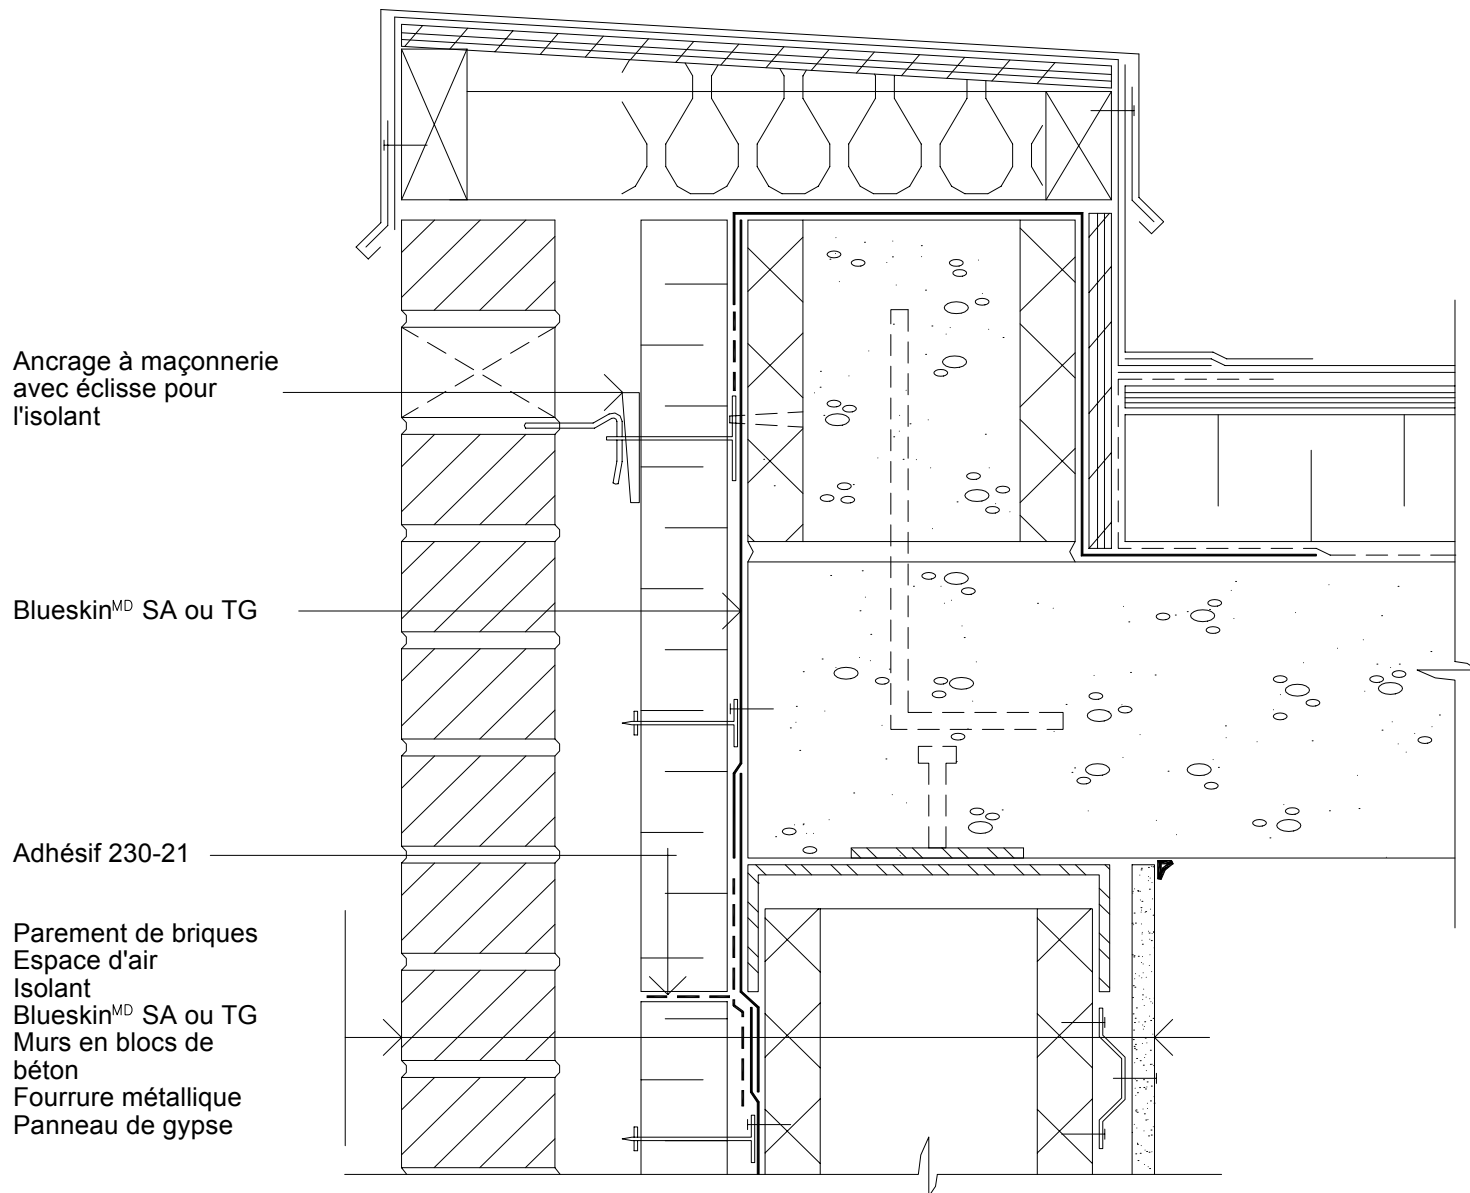 Ancrage à maçonnerie
avec éclisse pour
l'isolant
Blueskinᴹᴰ SA ou TG
Adhésif 230-21
Parement de briques
Espace d'air
Isolant
Blueskinᴹᴰ SA ou TG
Murs en blocs de
béton
Fourrure métallique
Panneau de gypse